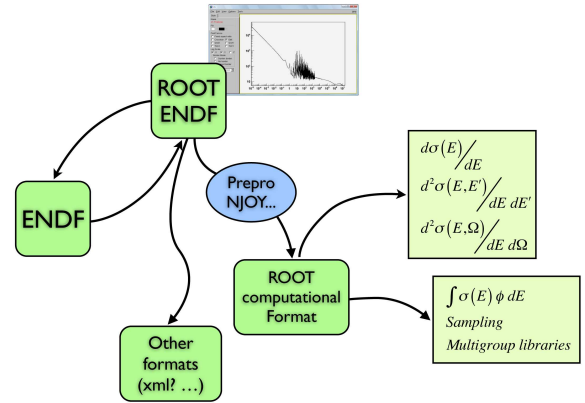 ROOT
ENDF
ENDF
Prepro
NJOY...
ROOT
computational
Format
Other
formats
(xml? ...)
dσ(E)/dE
d²σ(E,E′)/dE dE′
d²σ(E,Ω)/dE dΩ
∫σ(E) ϕ dE
Sampling
Multigroup libraries